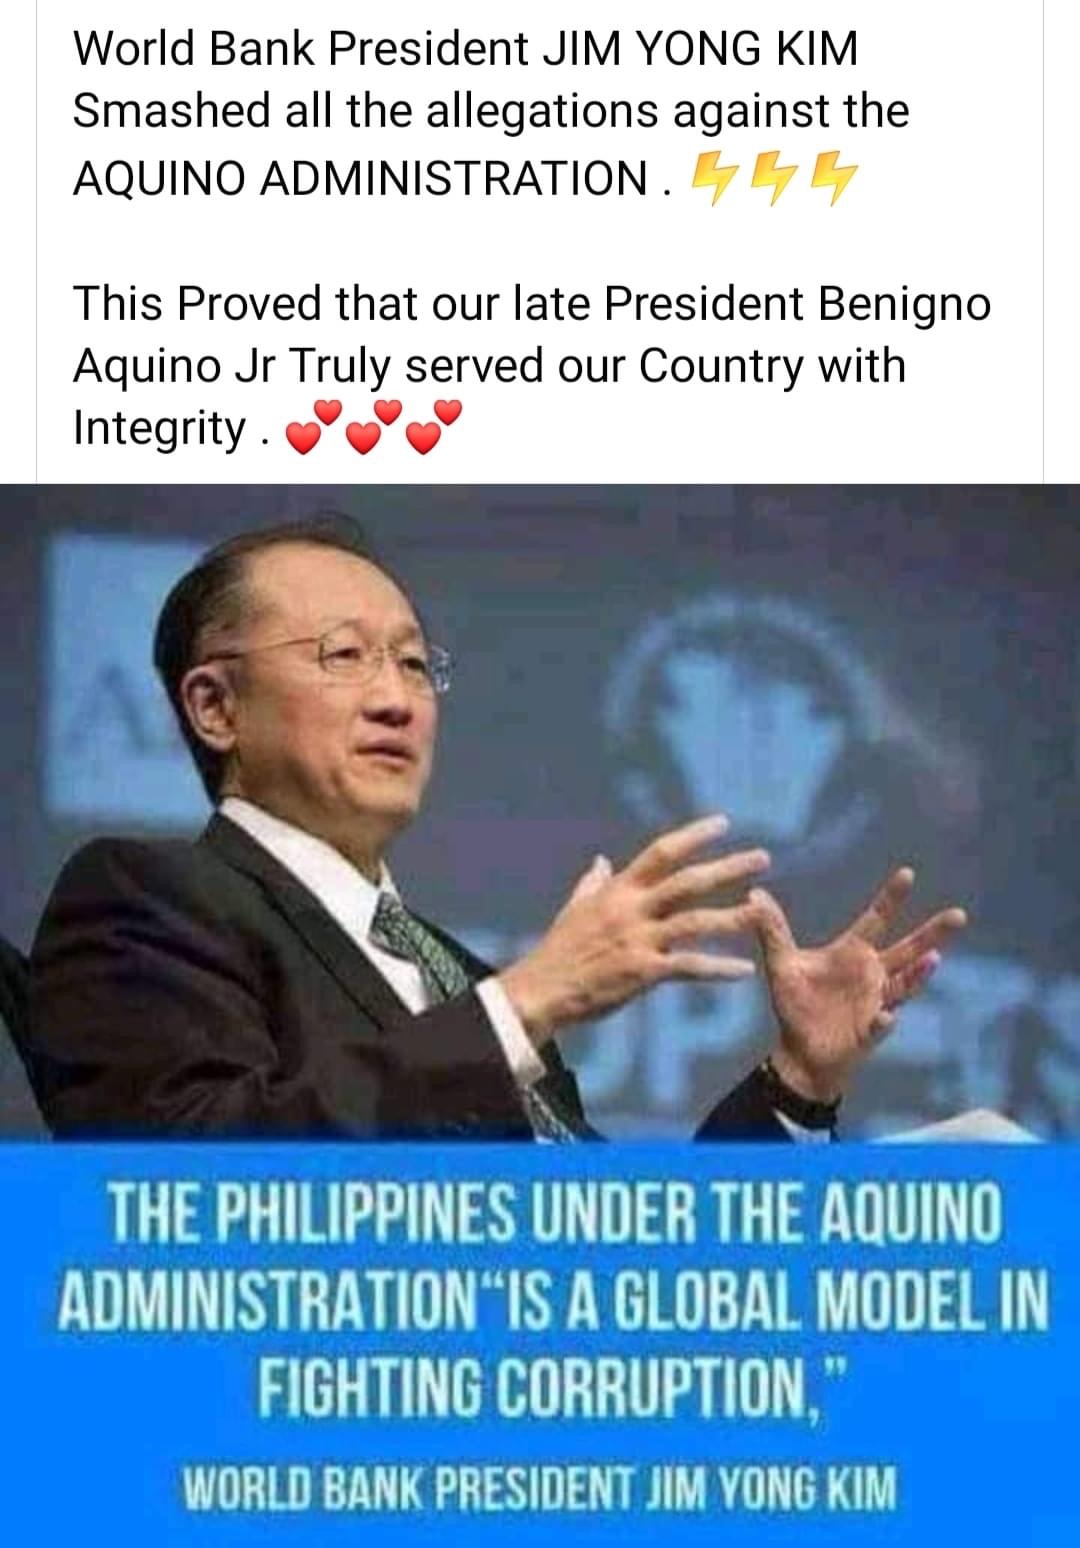 World Bank President JIM YONG KIM
Smashed all the allegations against the
AQUINO ADMINISTRATION . ⚡⚡⚡
This Proved that our late President Benigno
Aquino Jr Truly served our Country with
Integrity . 💕💕💕
THE PHILIPPINES UNDER THE AQUINO
ADMINISTRATION“IS A GLOBAL MODEL IN
FIGHTING CORRUPTION,”
WORLD BANK PRESIDENT JIM YONG KIM